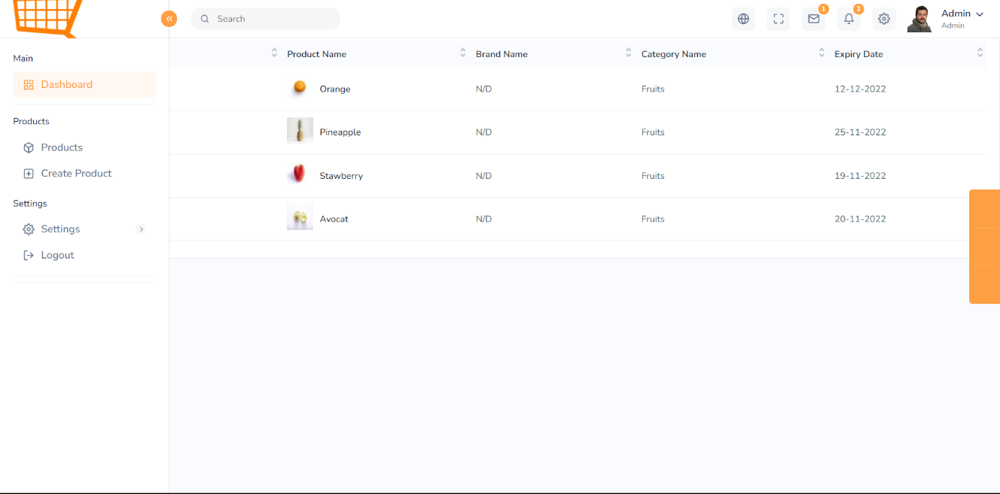 Search
1
2
Admin
Admin
Main
Dashboard
Products
Products
Create Product
Settings
Settings
Logout
Product Name Brand Name Category Name Expiry Date
Orange N/D Fruits 12-12-2022
Pineapple N/D Fruits 25-11-2022
Stawberry N/D Fruits 19-11-2022
Avocat N/D Fruits 20-11-2022